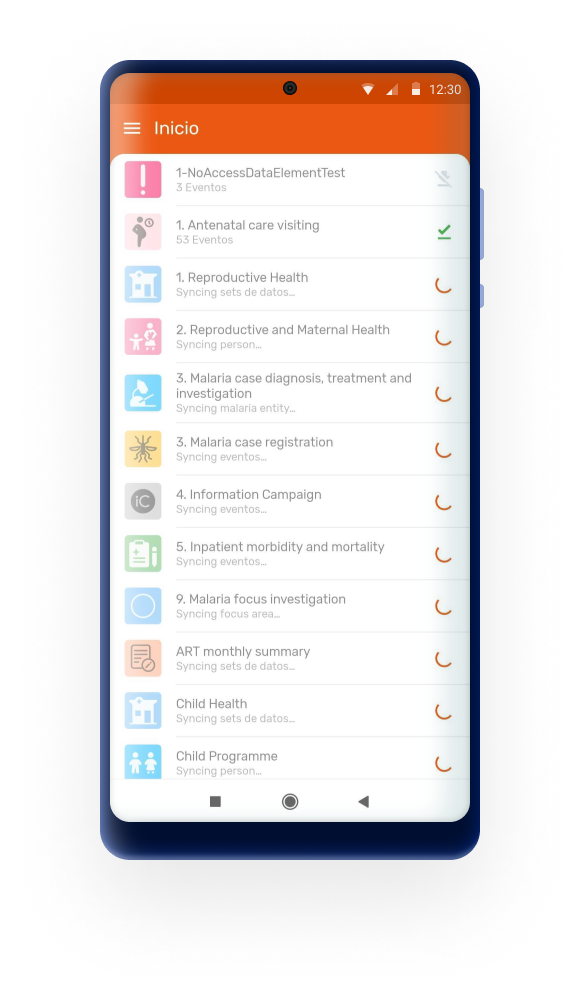 12:30
Inicio
1-NoAccessDataElementTest
3 Eventos
1. Antenatal care visiting
53 Eventos
1. Reproductive Health
Syncing sets de datos…
2. Reproductive and Maternal Health
Syncing person…
3. Malaria case diagnosis, treatment and
investigation
Syncing malaria entity…
3. Malaria case registration
Syncing eventos…
iC
4. Information Campaign
Syncing eventos…
5. Inpatient morbidity and mortality
Syncing eventos…
9. Malaria focus investigation
Syncing focus area…
ART monthly summary
Syncing sets de datos…
Child Health
Syncing sets de datos…
Child Programme
Syncing person…